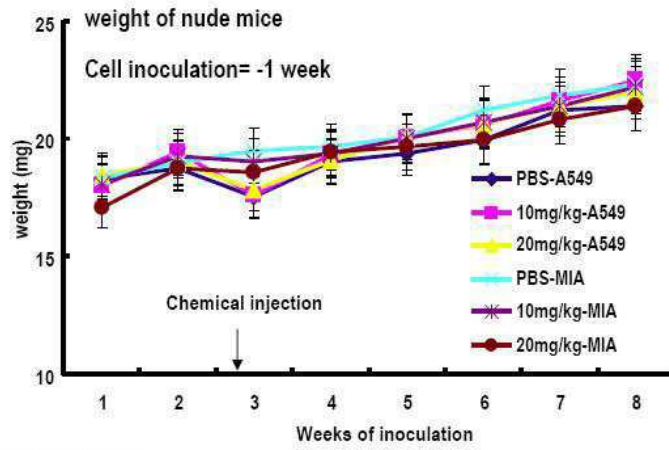 weight of nude mice
Cell inoculation= -1 week
25
20
15
10
weight (mg)
Chemical injection
PBS-A549
10mg/kg-A549
20mg/kg-A549
PBS-MIA
10mg/kg-MIA
20mg/kg-MIA
1 2 3 4 5 6 7 8
Weeks of inoculation